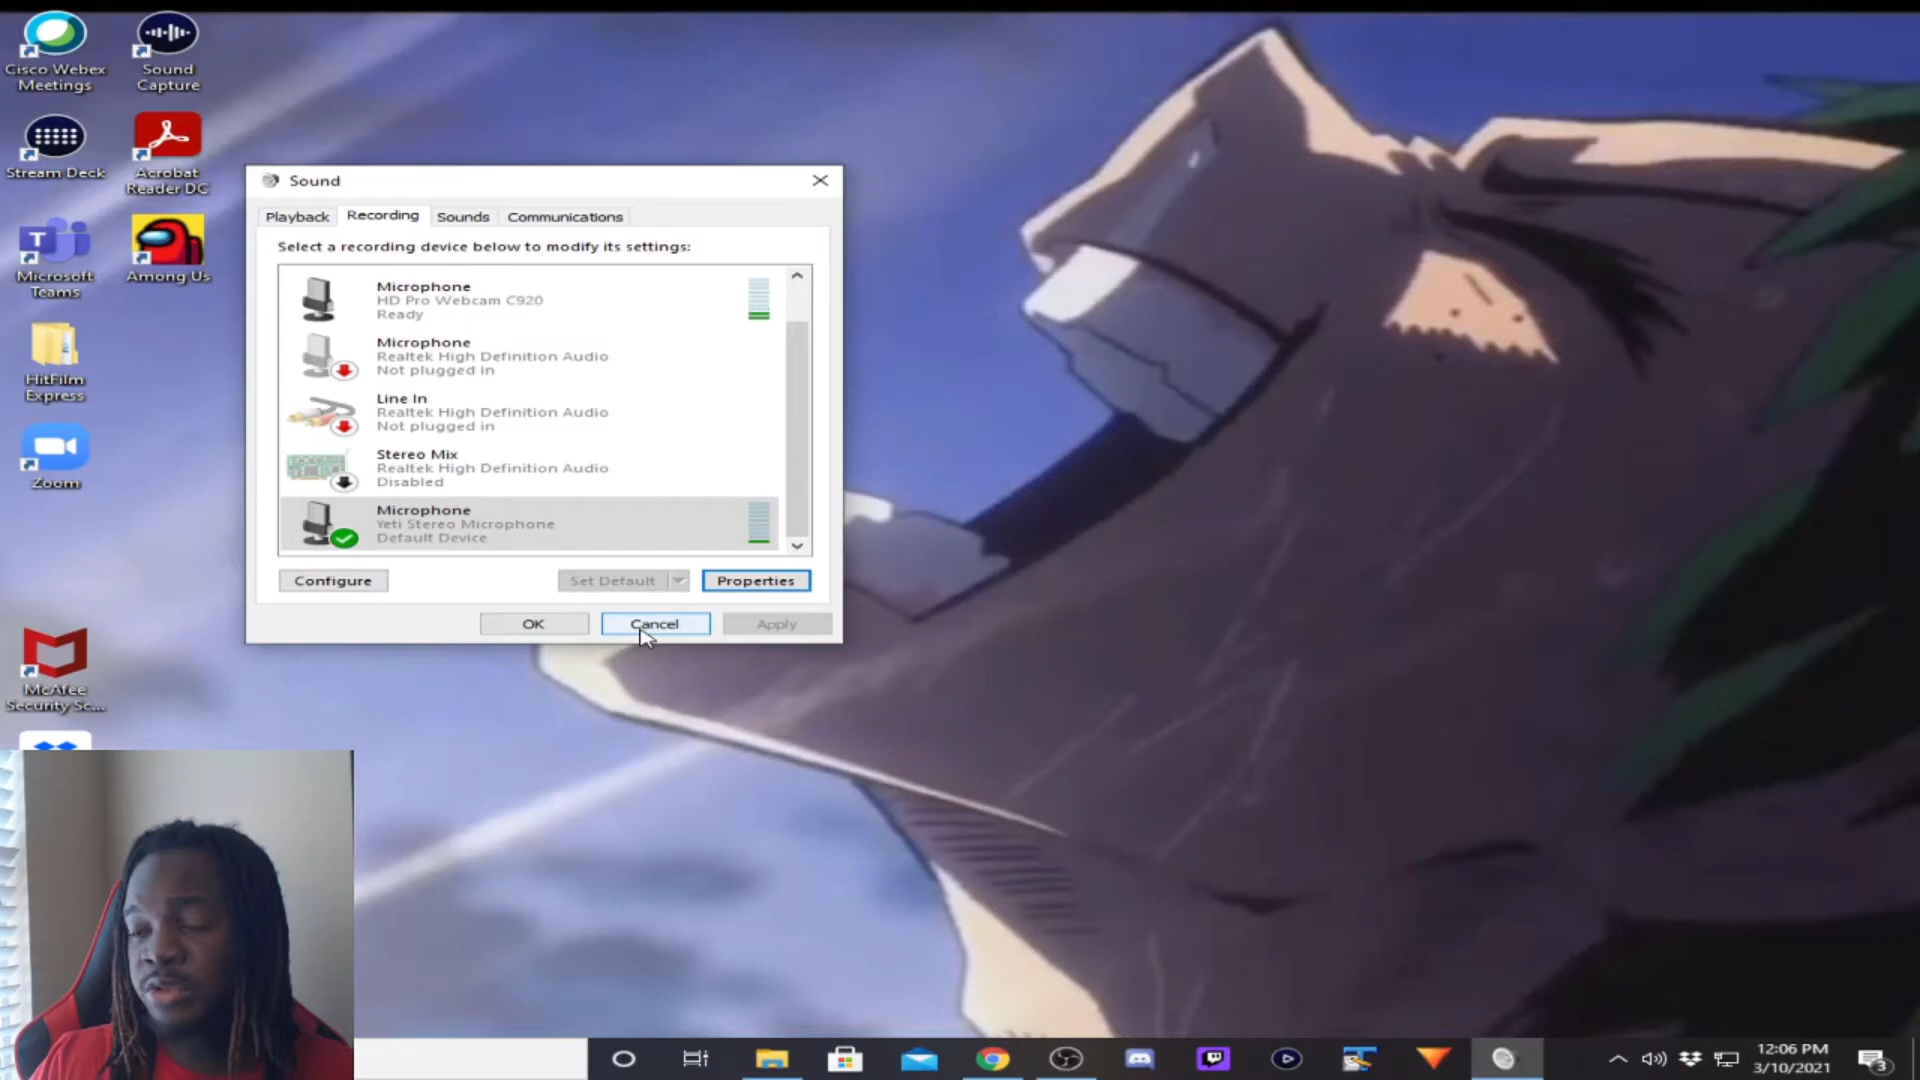 Cisco Webex
Meetings
Sound
Capture
Stream Deck
Acrobat
Reader DC
T
Microsoft
Teams
Among Us
HitFilm
Express
Zoom
McAfee
Security Sc...
Sound
Playback
Recording
Sounds
Communications
Select a recording device below to modify its settings:
Microphone
HD Pro Webcam C920
Ready
Microphone
Realtek High Definition Audio
Not plugged in
Line In
Realtek High Definition Audio
Not plugged in
Stereo Mix
Realtek High Definition Audio
Disabled
Microphone
Yeti Stereo Microphone
Default Device
Configure
Set Default
Properties
OK
Cancel
Apply
12:06 PM
3/10/2021
3